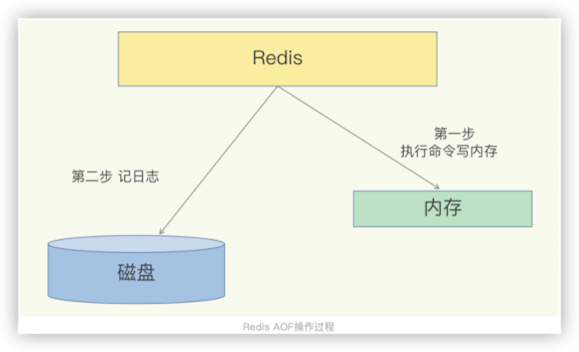 Redis
第一步
执行命令写内存
第二步 记日志
内存
磁盘
Redis AOF操作过程